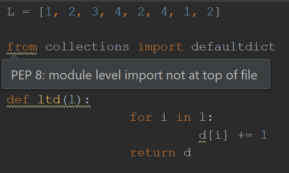 L = [1, 2, 3, 4, 2, 4, 1, 2]
from collections import defaultdict
PEP 8: module level import not at top of file
def ltd(l):
for i in l:
d[i] += 1
return d